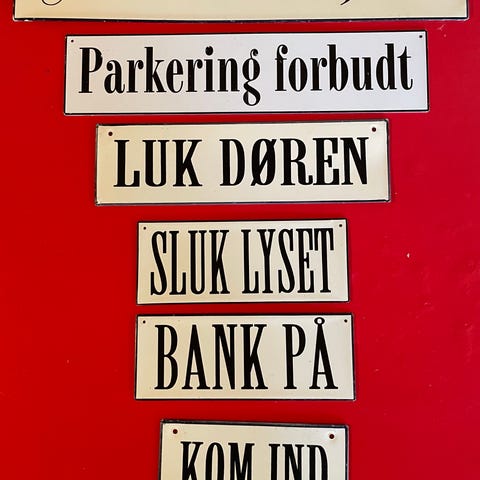 Parkering forbudt
LUK DØREN
SLUK LYSET
BANK PÅ
KOM IND